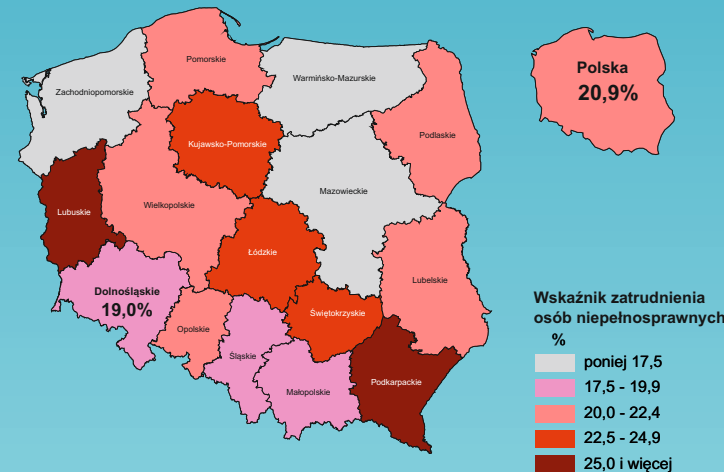 Pomorskie
Warmińsko-Mazurskie
Zachodniopomorskie
Polska
20,9%
Podlaskie
Kujawsko-Pomorskie
Mazowieckie
Wielkopolskie
Lubuskie
Łódzkie
Lubelskie
Dolnośląskie
19,0%
Świętokrzyskie
Opolskie
Śląskie
Podkarpackie
Małopolskie
Wskaźnik zatrudnienia
osób niepełnosprawnych
%
poniej 17,5
17,5 - 19,9
20,0 - 22,4
22,5 - 24,9
25,0 i więcej